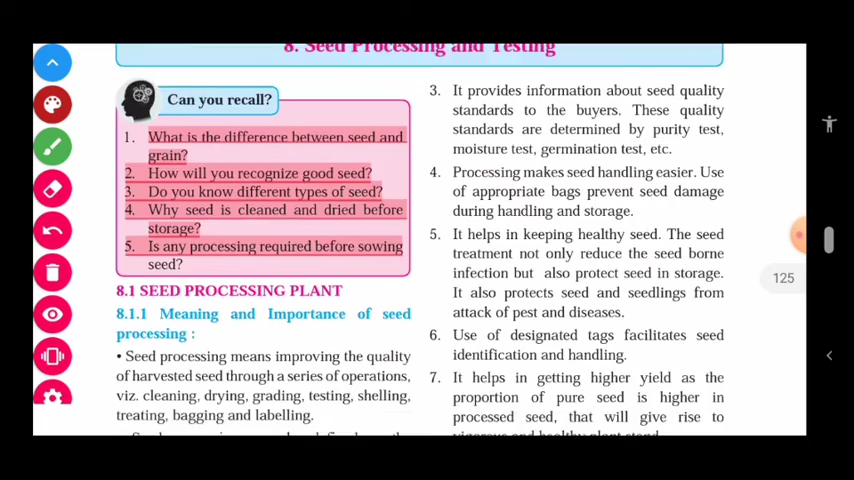 8. Seed Processing and Testing
Can you recall?
1. What is the difference between seed and
grain?
2. How will you recognize good seed?
3. Do you know different types of seed?
4. Why seed is cleaned and dried before
storage?
5. Is any processing required before sowing
seed?
8.1 SEED PROCESSING PLANT
8.1.1 Meaning and Importance of seed
processing :
• Seed processing means improving the quality
of harvested seed through a series of operations,
viz. cleaning, drying, grading, testing, shelling,
treating, bagging and labelling.
3. It provides information about seed quality
standards to the buyers. These quality
standards are determined by purity test,
moisture test, germination test, etc.
4. Processing makes seed handling easier. Use
of appropriate bags prevent seed damage
during handling and storage.
5. It helps in keeping healthy seed. The seed
treatment not only reduce the seed borne
infection but also protect seed in storage.
It also protects seed and seedlings from
attack of pest and diseases.
6. Use of designated tags facilitates seed
identification and handling.
7. It helps in getting higher yield as the
proportion of pure seed is higher in
processed seed, that will give rise to
vigorous and healthy plant stand
125